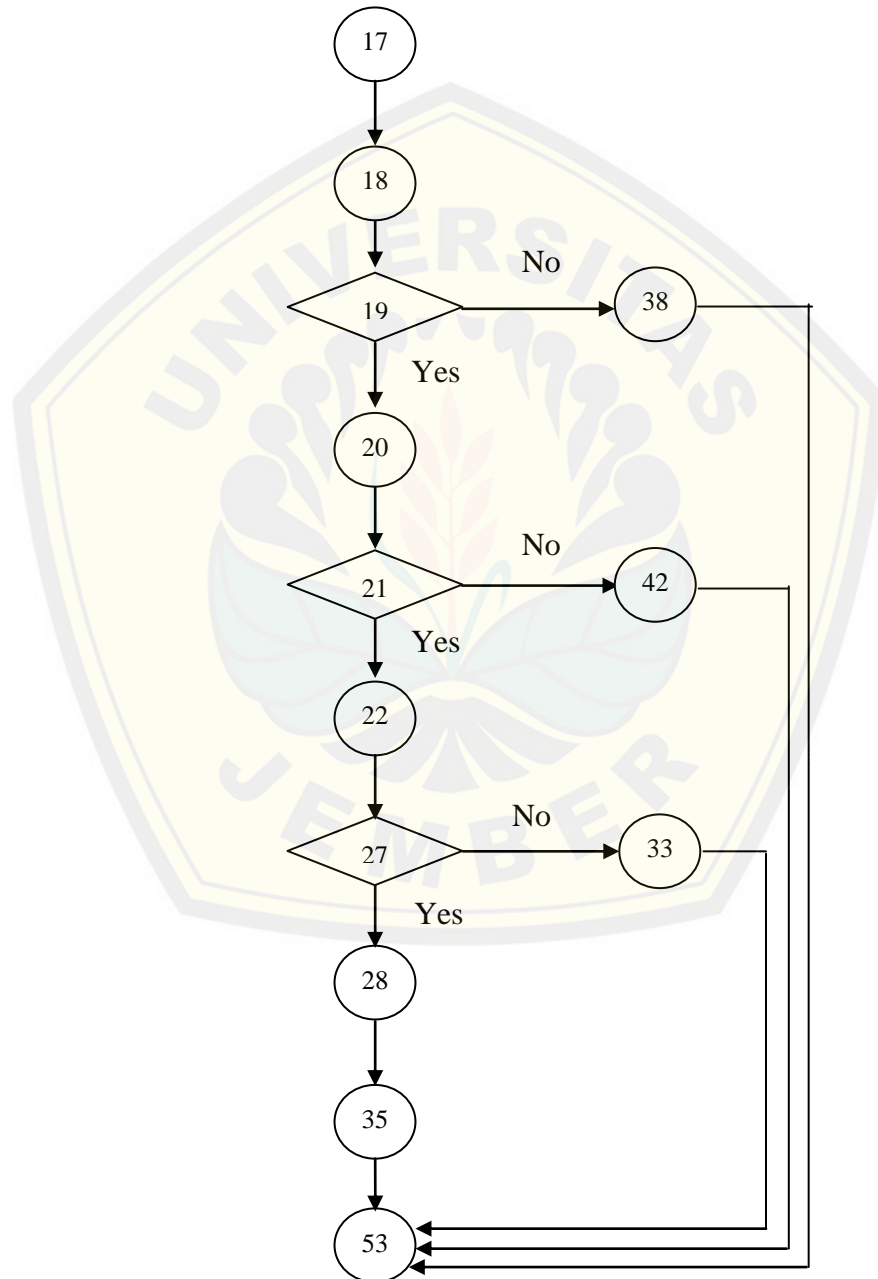 17
18
No
19
38
Yes
20
No
21
42
Yes
22
No
27
33
Yes
28
35
53
UNIVERSITAS
JEMBER